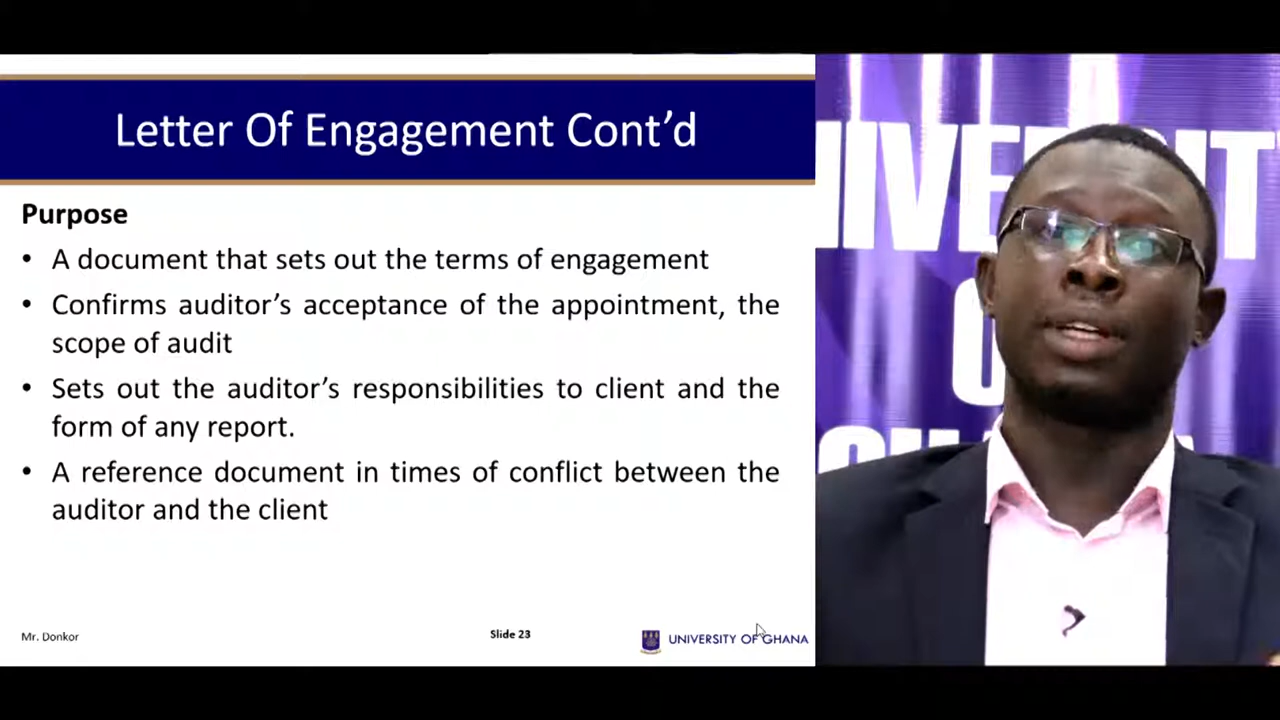 Letter Of Engagement Cont’d
Purpose
• A document that sets out the terms of engagement
• Confirms auditor’s acceptance of the appointment, the
scope of audit
• Sets out the auditor’s responsibilities to client and the
form of any report.
• A reference document in times of conflict between the
auditor and the client
Mr. Donkor
Slide 23
UNIVERSITY OF GHANA